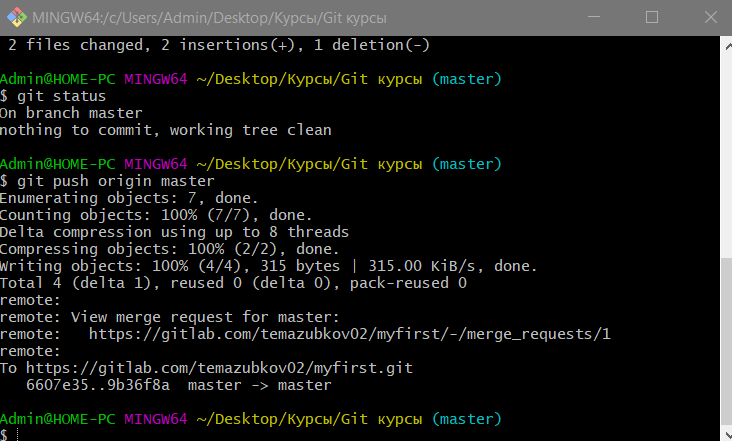 MINGW64:/c/Users/Admin/Desktop/Курсы/Git курсы
2 files changed, 2 insertions(+), 1 deletion(-)
Admin@HOME-PC MINGW64 ~/Desktop/Курсы/Git курсы (master)
$ git status
On branch master
nothing to commit, working tree clean
Admin@HOME-PC MINGW64 ~/Desktop/Курсы/Git курсы (master)
$ git push origin master
Enumerating objects: 7, done.
Counting objects: 100% (7/7), done.
Delta compression using up to 8 threads
Compressing objects: 100% (2/2), done.
Writing objects: 100% (4/4), 315 bytes | 315.00 KiB/s, done.
Total 4 (delta 1), reused 0 (delta 0), pack-reused 0
remote:
remote: View merge request for master:
remote:   https://gitlab.com/temazubkov02/myfirst/-/merge_requests/1
remote:
To https://gitlab.com/temazubkov02/myfirst.git
   6607e35..9b36f8a  master -> master
Admin@HOME-PC MINGW64 ~/Desktop/Курсы/Git курсы (master)
$